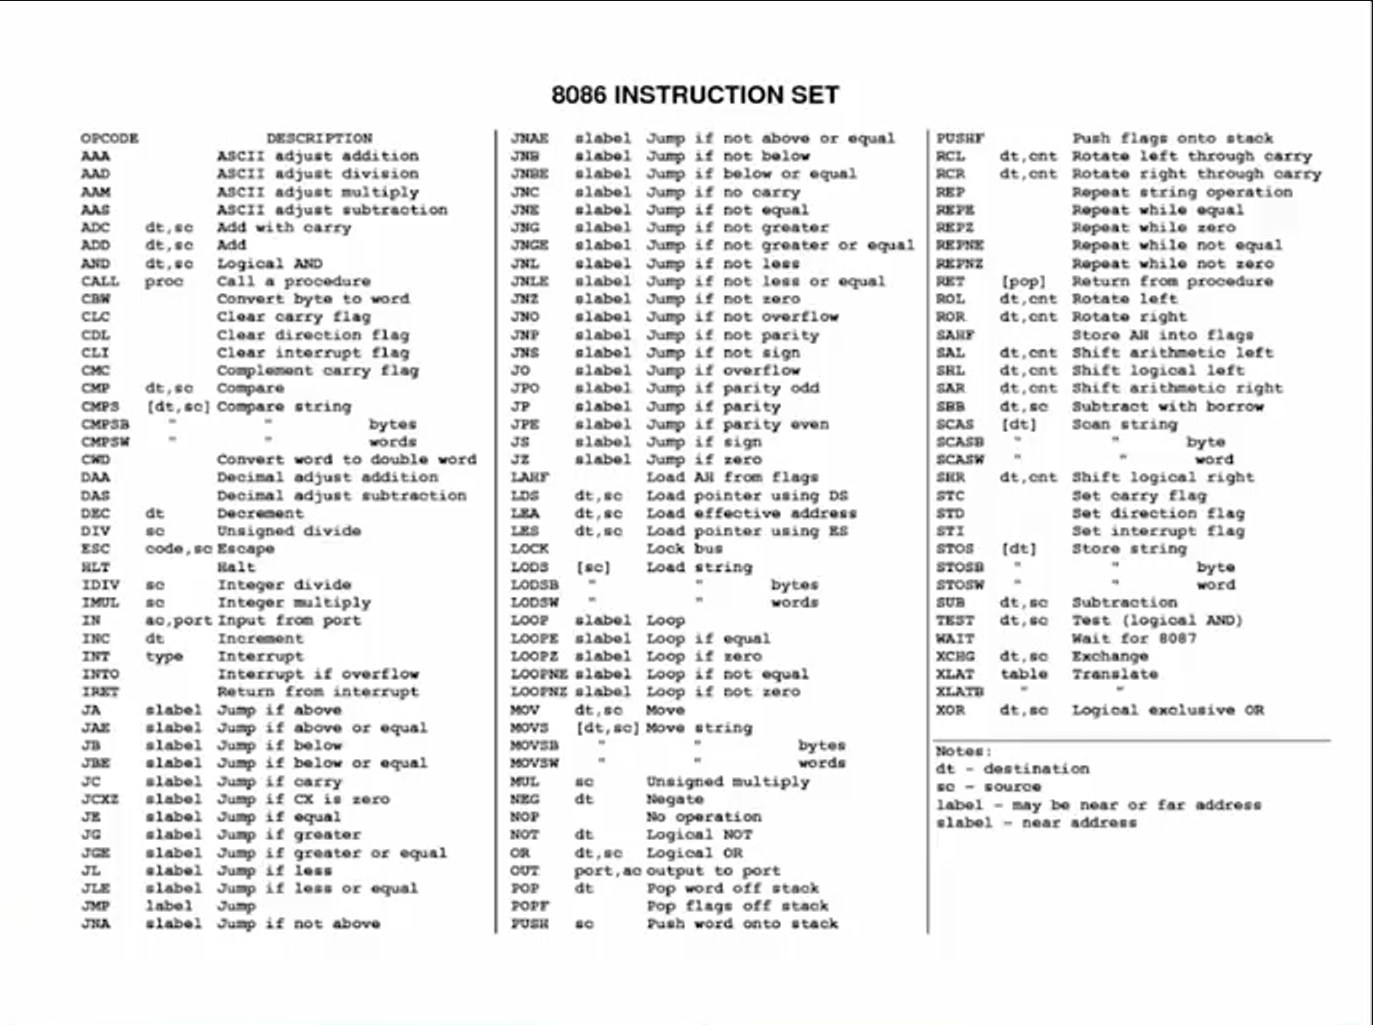 8086 INSTRUCTION SET
OPCODE DESCRIPTION
AAA ASCII adjust addition
AAD ASCII adjust division
AAM ASCII adjust multiply
AAS ASCII adjust subtraction
ADC dt,sc Add with carry
ADD dt,sc Add
AND dt,sc Logical AND
CALL proc Call a procedure
CBW Convert byte to word
CLC Clear carry flag
CDL Clear direction flag
CLI Clear interrupt flag
CMC Complement carry flag
CMP dt,sc Compare
CMPS [dt,sc] Compare string
CMPSB " " bytes
CMPSW " " words
CWD Convert word to double word
DAA Decimal adjust addition
DAS Decimal adjust subtraction
DEC dt Decrement
DIV sc Unsigned divide
ESC code,sc Escape
HLT Halt
IDIV sc Integer divide
IMUL sc Integer multiply
IN ac,port Input from port
INC dt Increment
INT type Interrupt
INTO Interrupt if overflow
IRET Return from interrupt
JA slabel Jump if above
JAE slabel Jump if above or equal
JB slabel Jump if below
JBE slabel Jump if below or equal
JC slabel Jump if carry
JCXZ slabel Jump if CX is zero
JE slabel Jump if equal
JG slabel Jump if greater
JGE slabel Jump if greater or equal
JL slabel Jump if less
JLE slabel Jump if less or equal
JMP label Jump
JNA slabel Jump if not above
JNAE slabel Jump if not above or equal
JNB slabel Jump if not below
JNBE slabel Jump if below or equal
JNC slabel Jump if no carry
JNE slabel Jump if not equal
JNG slabel Jump if not greater
JNGE slabel Jump if not greater or equal
JNL slabel Jump if not less
JNLE slabel Jump if not less or equal
JNZ slabel Jump if not zero
JNO slabel Jump if not overflow
JNP slabel Jump if not parity
JNS slabel Jump if not sign
JO slabel Jump if overflow
JPO slabel Jump if parity odd
JP slabel Jump if parity
JPE slabel Jump if parity even
JS slabel Jump if sign
JZ slabel Jump if zero
LAHF Load AH from flags
LDS dt,sc Load pointer using DS
LEA dt,sc Load effective address
LES dt,sc Load pointer using ES
LOCK Lock bus
LODS [sc] Load string
LODSB " " bytes
LODSW " " words
LOOP slabel Loop
LOOPE slabel Loop if equal
LOOPZ slabel Loop if zero
LOOPNE slabel Loop if not equal
LOOPNZ slabel Loop if not zero
MOV dt,sc Move
MOVS [dt,sc] Move string
MOVSB " " bytes
MOVSW " " words
MUL sc Unsigned multiply
NEG dt Negate
NOP No operation
NOT dt Logical NOT
OR dt,sc Logical OR
OUT port,ac output to port
POP dt Pop word off stack
POPF Pop flags off stack
PUSH sc Push word onto stack
PUSHF Push flags onto stack
RCL dt,cnt Rotate left through carry
RCR dt,cnt Rotate right through carry
REP Repeat string operation
REPE Repeat while equal
REPZ Repeat while zero
REPNE Repeat while not equal
REPNZ Repeat while not zero
RET [pop] Return from procedure
ROL dt,cnt Rotate left
ROR dt,cnt Rotate right
SAHF Store AH into flags
SAL dt,cnt Shift arithmetic left
SHL dt,cnt Shift logical left
SAR dt,cnt Shift arithmetic right
SBB dt,sc Subtract with borrow
SCAS [dt] Scan string
SCASB " " byte
SCASW " " word
SHR dt,cnt Shift logical right
STC Set carry flag
STD Set direction flag
STI Set interrupt flag
STOS [dt] Store string
STOSB " " byte
STOSW " " word
SUB dt,sc Subtraction
TEST dt,sc Test (logical AND)
WAIT Wait for 8087
XCHG dt,sc Exchange
XLAT table Translate
XLATB " "
XOR dt,sc Logical exclusive OR
Notes:
dt - destination
sc - source
label - may be near or far address
slabel - near address